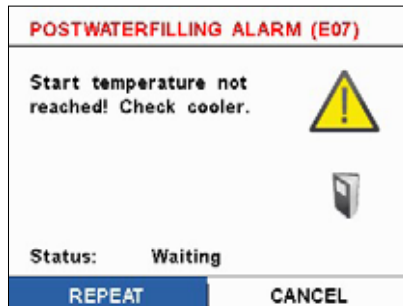 POSTWATERFILLING ALARM (E07)
Start temperature not
reached! Check cooler.
Status: Waiting
REPEAT CANCEL